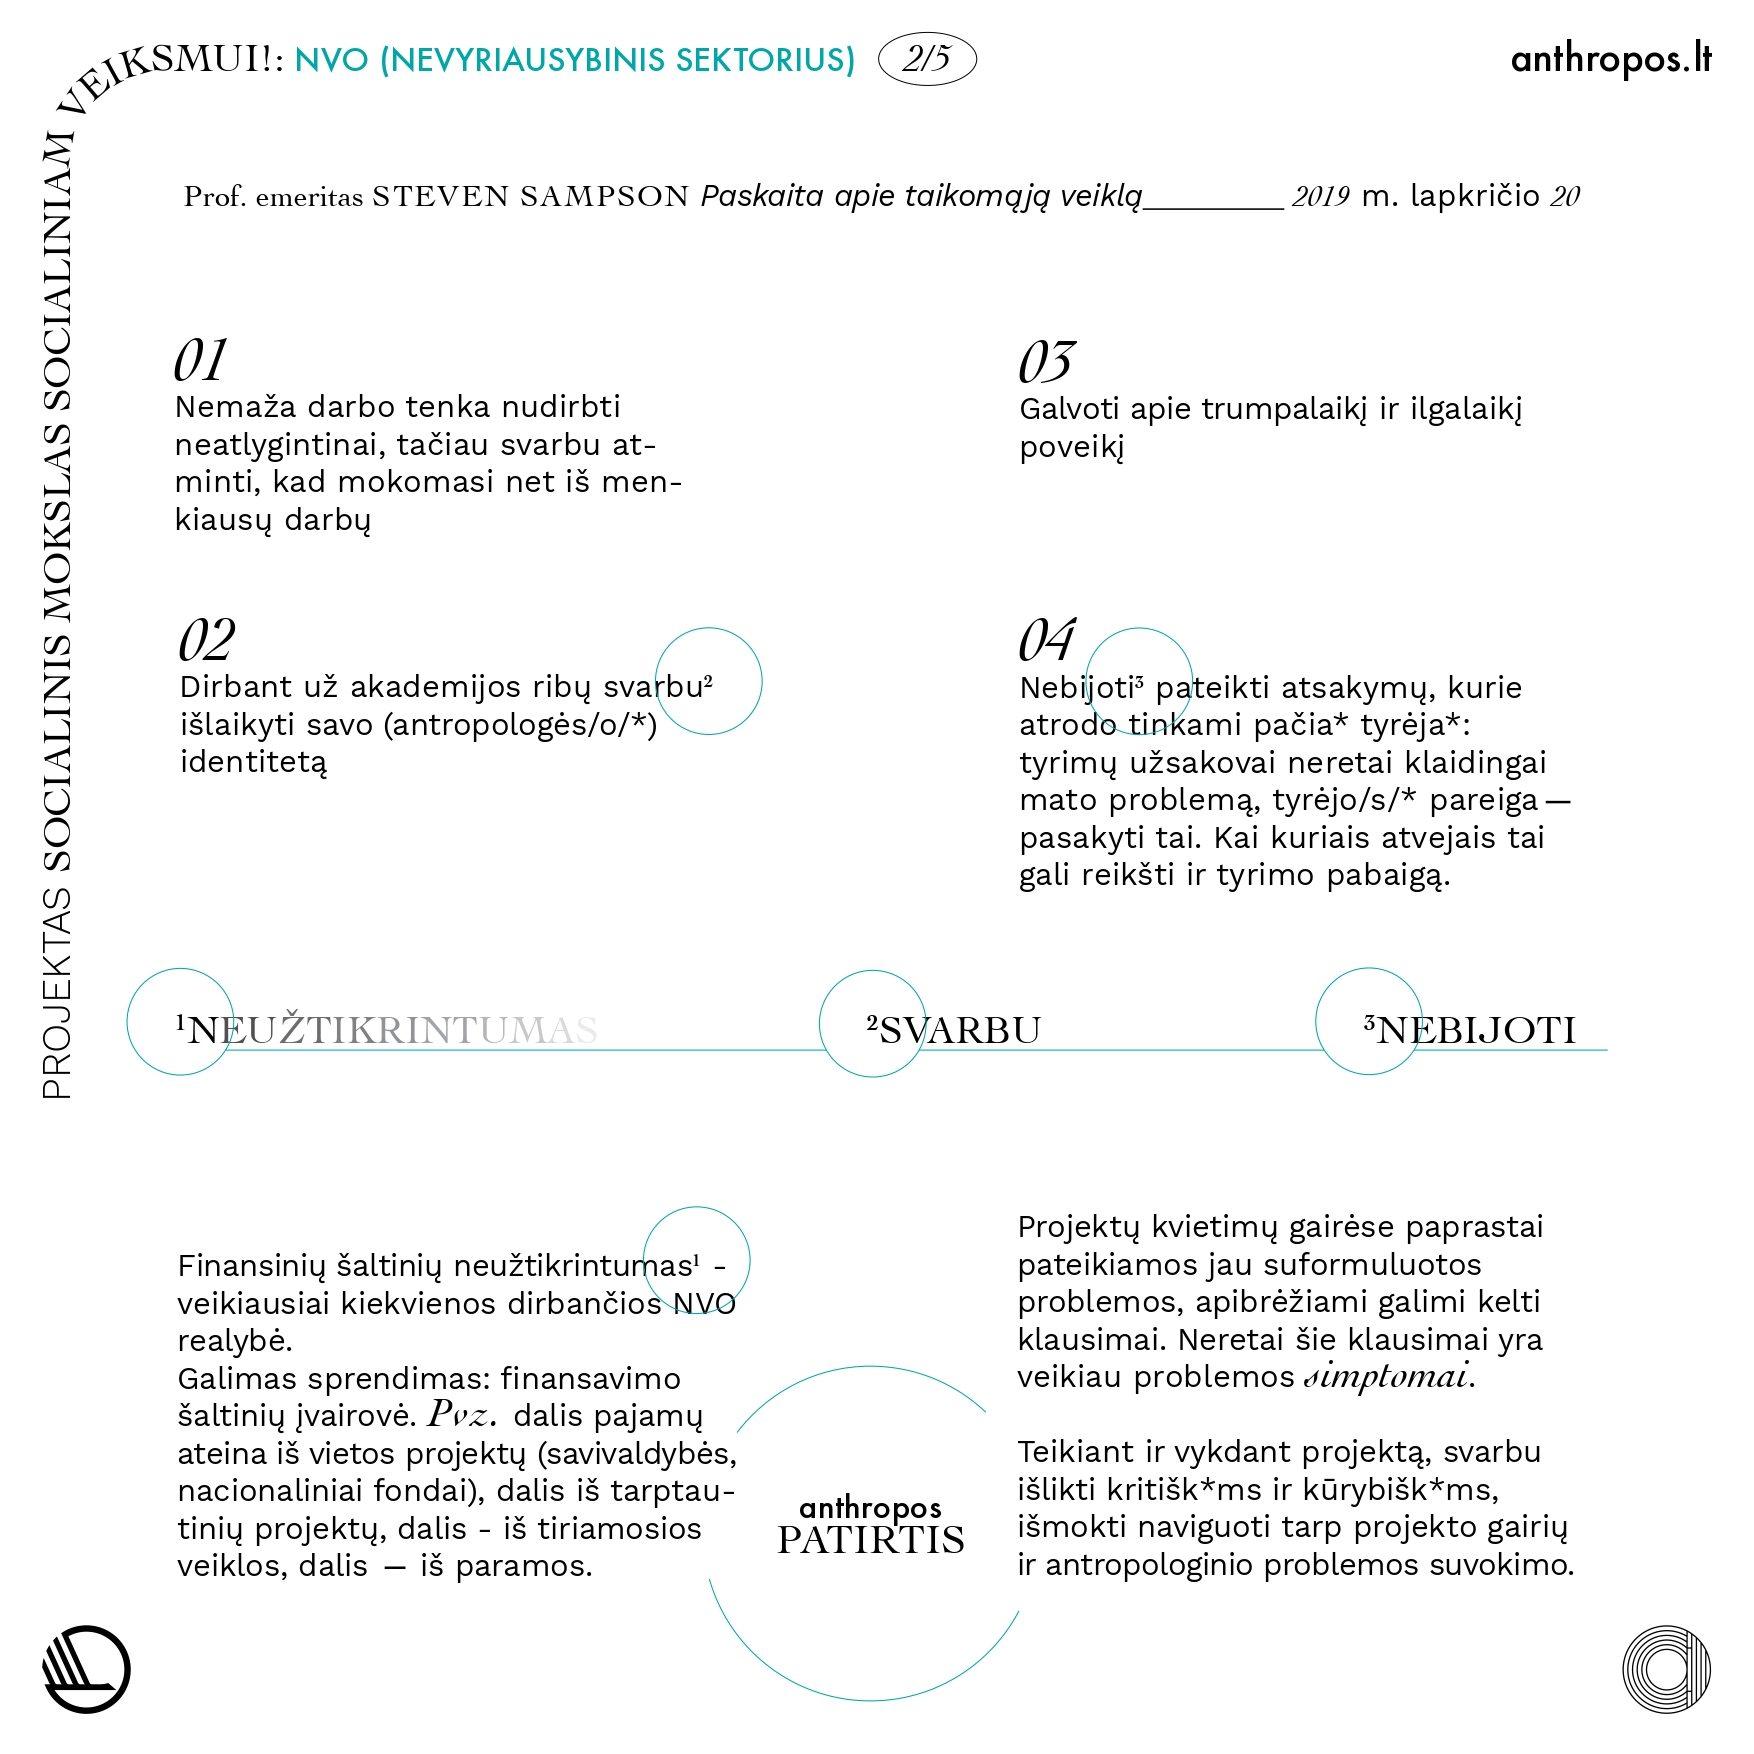 PROJEKTAS SOCIALINIS MOKSLAS SOCIALINIAM VEIKSMUI!: NVO (NEVYRIAUSYBINIS SEKTORIUS) 2/5
anthropos.lt
Prof. emeritas STEVEN SAMPSON Paskaita apie taikomąją veiklą__________ 2019 m. lapkričio 20
01
Nemaža darbo tenka nudirbti
neatlygintinai, tačiau svarbu at-
minti, kad mokomasi net iš men-
kiausų darbų
02
Dirbant už akademijos ribų svarbu²
išlaikyti savo (antropologės/o/*)
identitetą
03
Galvoti apie trumpalaikį ir ilgalaikį
poveikį
04
Nebijoti³ pateikti atsakymų, kurie
atrodo tinkami pačia* tyrėja*:
tyrimų užsakovai neretai klaidingai
mato problemą, tyrėjo/s/* pareiga —
pasakyti tai. Kai kuriais atvejais tai
gali reikšti ir tyrimo pabaigą.
¹NEUŽTIKRINTUMAS ²SVARBU ³NEBIJOTI
Finansinių šaltinių neužtikrintumas¹ -
veikiausiai kiekvienos dirbančios NVO
realybė.
Galimas sprendimas: finansavimo
šaltinių įvairovė. Pvz. dalis pajamų
ateina iš vietos projektų (savivaldybės,
nacionaliniai fondai), dalis iš tarptau-
tinių projektų, dalis - iš tiriamosios
veiklos, dalis — iš paramos.
anthropos
PATIRTIS
Projektų kvietimų gairėse paprastai
pateikiamos jau suformuluotos
problemos, apibrėžiami galimi kelti
klausimai. Neretai šie klausimai yra
veikiau problemos simptomai.
Teikiant ir vykdant projektą, svarbu
išlikti kritišk*ms ir kūrybišk*ms,
išmokti naviguoti tarp projekto gairių
ir antropologinio problemos suvokimo.